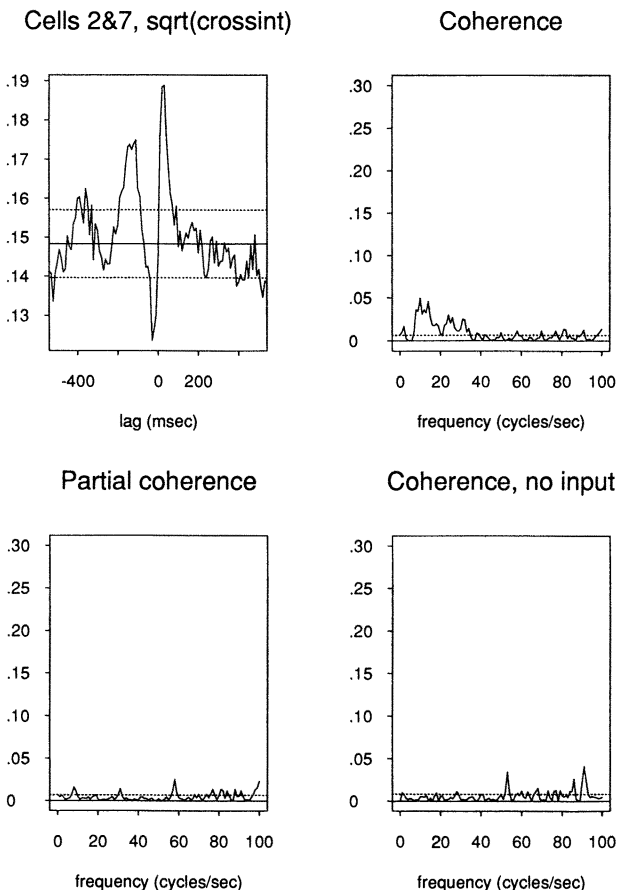 Cells 2&7, sqrt(crossint)
.19
.18
.17
.16
.15
.14
.13
-400 0 200
lag (msec)
Coherence
.30
.25
.20
.15
.10
.05
0
0 20 40 60 80 100
frequency (cycles/sec)
Partial coherence
.30
.25
.20
.15
.10
.05
0
0 20 40 60 80 100
frequency (cycles/sec)
Coherence, no input
.30
.25
.20
.15
.10
.05
0
0 20 40 60 80 100
frequency (cycles/sec)